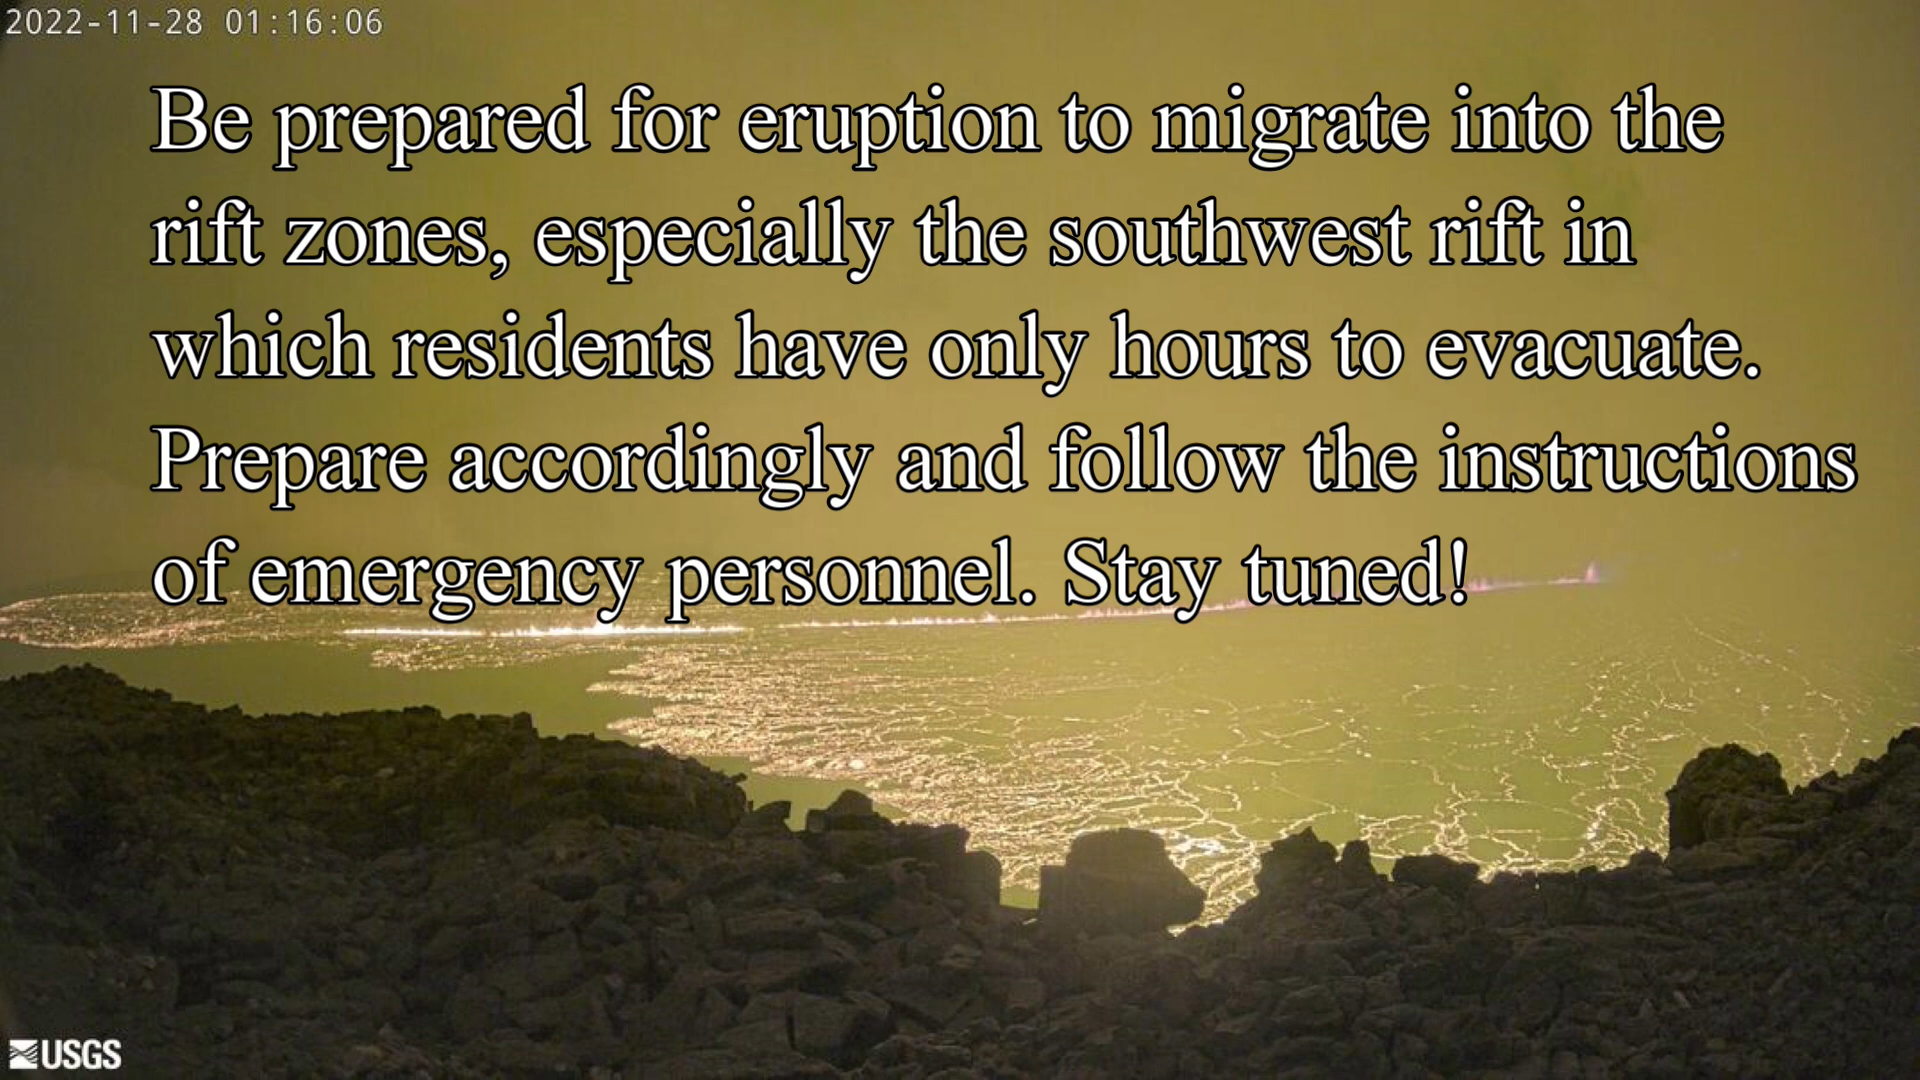 2022-11-28 01:16:06
Be prepared for eruption to migrate into the
rift zones, especially the southwest rift in
which residents have only hours to evacuate.
Prepare accordingly and follow the instructions
of emergency personnel. Stay tuned!
USGS